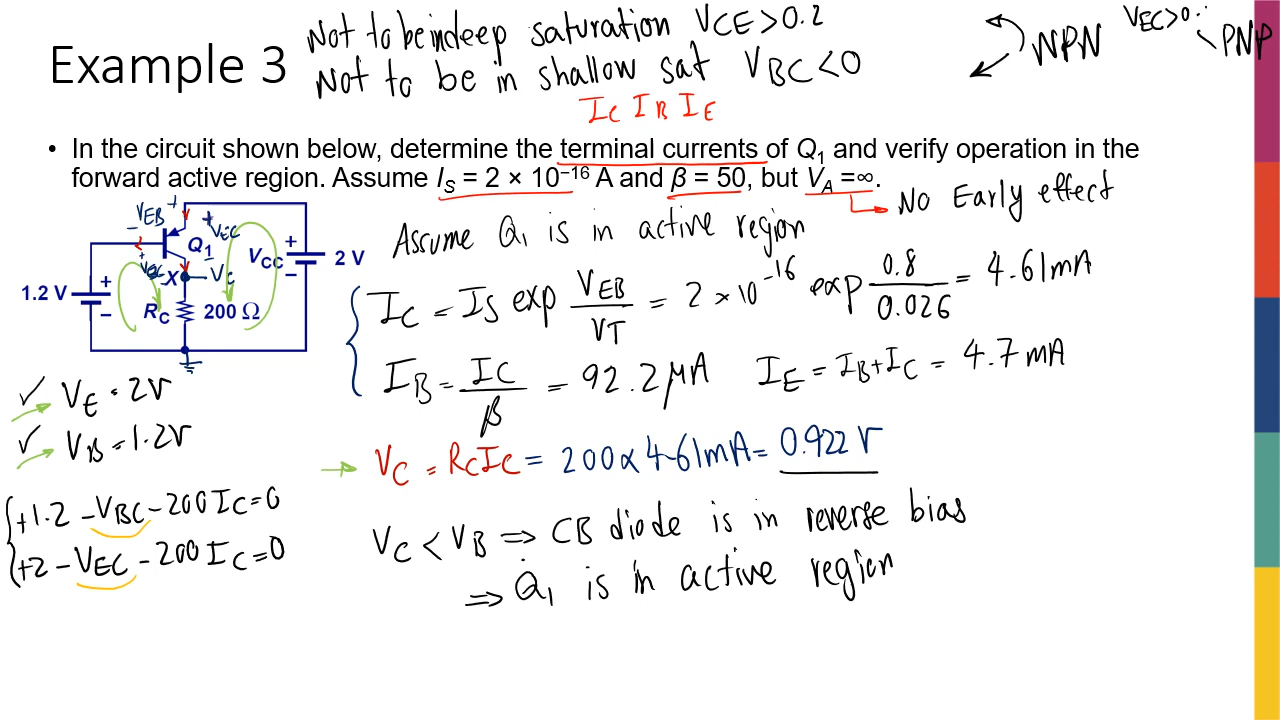 Example 3
Not to be in deep saturation VCE > 0.2
Not to be in shallow sat VBC < 0
NPN
VEC > 0.
PNP
IC IB IE
• In the circuit shown below, determine the terminal currents of Q1 and verify operation in the
forward active region. Assume IS = 2 × 10⁻¹⁶ A and β = 50, but VA =∞.
No Early effect
Assume Q1 is in active region
VEB + −
+ VEC
Q1
VBC
X
VC
VCC + −
2 V
1.2 V + −
RC 200 Ω
IC = IS exp VEB/VT = 2 × 10⁻¹⁶ exp 0.8/0.026 = 4.61mA
IB = IC/β = 92.2 μA IE = IB+IC = 4.7 mA
✓ VE = 2V
✓ VB = 1.2V
VC = RCIC = 200 × 4.61mA = 0.922 V
+1.2 − VBC − 200 IC = 0
+2 − VEC − 200 IC = 0
VC < VB ⇒ CB diode is in reverse bias
⇒ Q1 is in active region